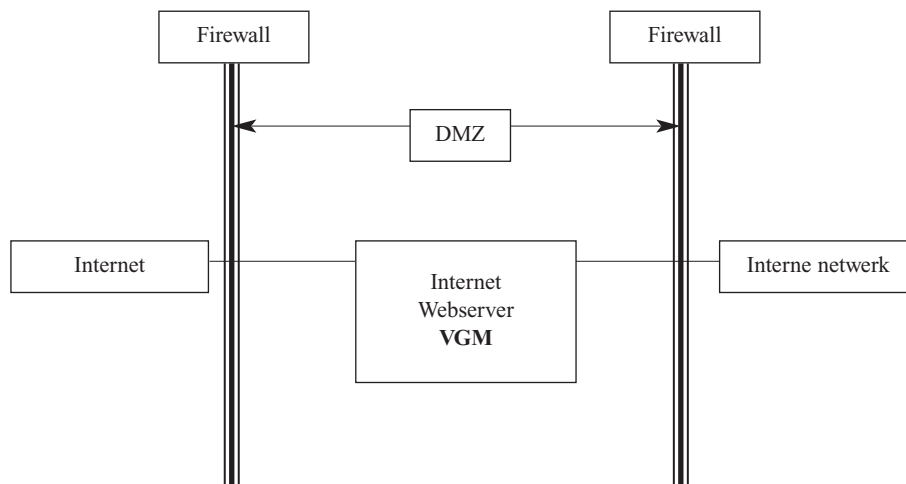 Firewall
Firewall
DMZ
Internet
Internet
Webserver
VGM
Interne netwerk